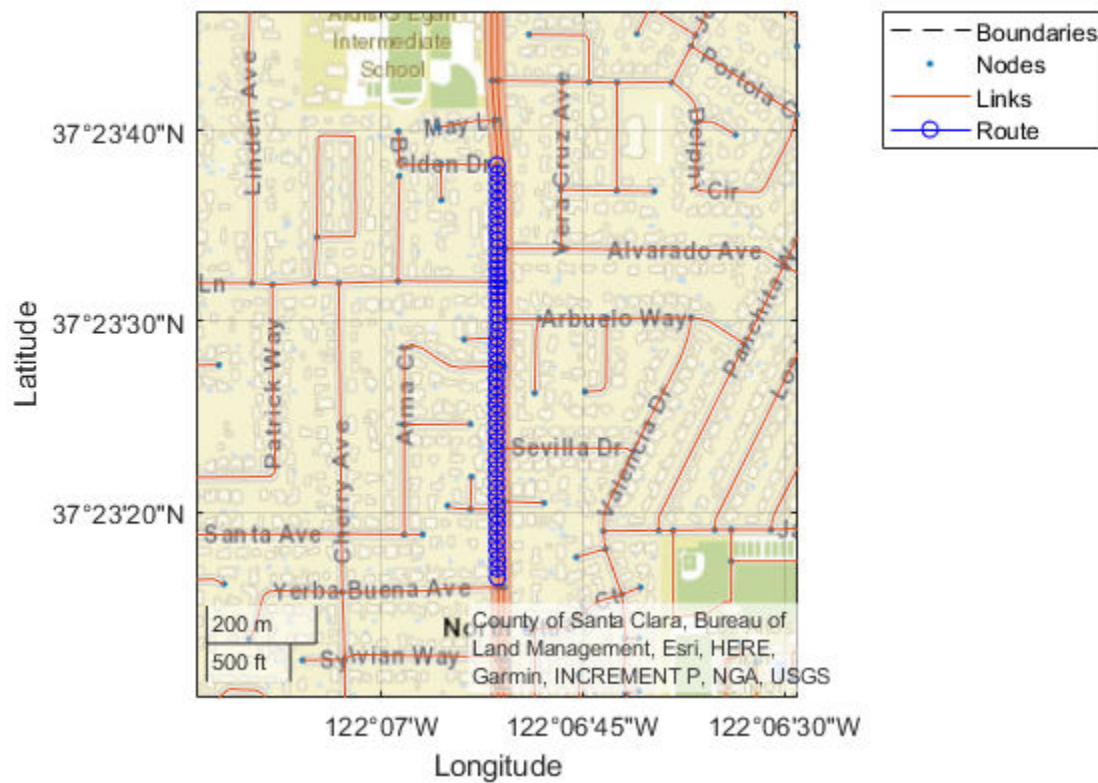 Intermediate
School
Linden Ave
37°23'40"N
May Ln
Vera Cruz Ave
Cir
Alvarado Ave
Ln
37°23'30"N
Arbuelo Way
Panchita
Patrick Way
Alma Ct
Cherry Ave
Sevilla Dr
Valencia Dr
37°23'20"N
Santa Ave
Yerba Buena Ave
200 m
500 ft
Sylvian Way
County of Santa Clara, Bureau of
Land Management, Esri, HERE,
Garmin, INCREMENT P, NGA, USGS
122°07'W
122°06'45"W
122°06'30"W
Latitude
Longitude
Boundaries
Nodes
Links
Route